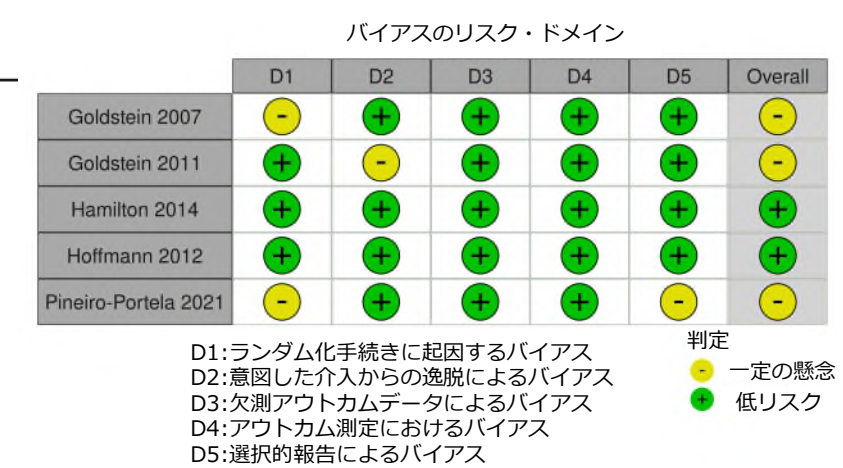 バイアスのリスク・ドメイン
D1 D2 D3 D4 D5 Overall
Goldstein 2007 - + + + + -
Goldstein 2011 + - + + + -
Hamilton 2014 + + + + + +
Hoffmann 2012 + + + + + +
Pineiro-Portela 2021 - + + + - -
D1:ランダム化手続きに起因するバイアス
D2:意図した介入からの逸脱によるバイアス
D3:欠測アウトカムデータによるバイアス
D4:アウトカム測定におけるバイアス
D5:選択的報告によるバイアス
判定
- 一定の懸念
+ 低リスク